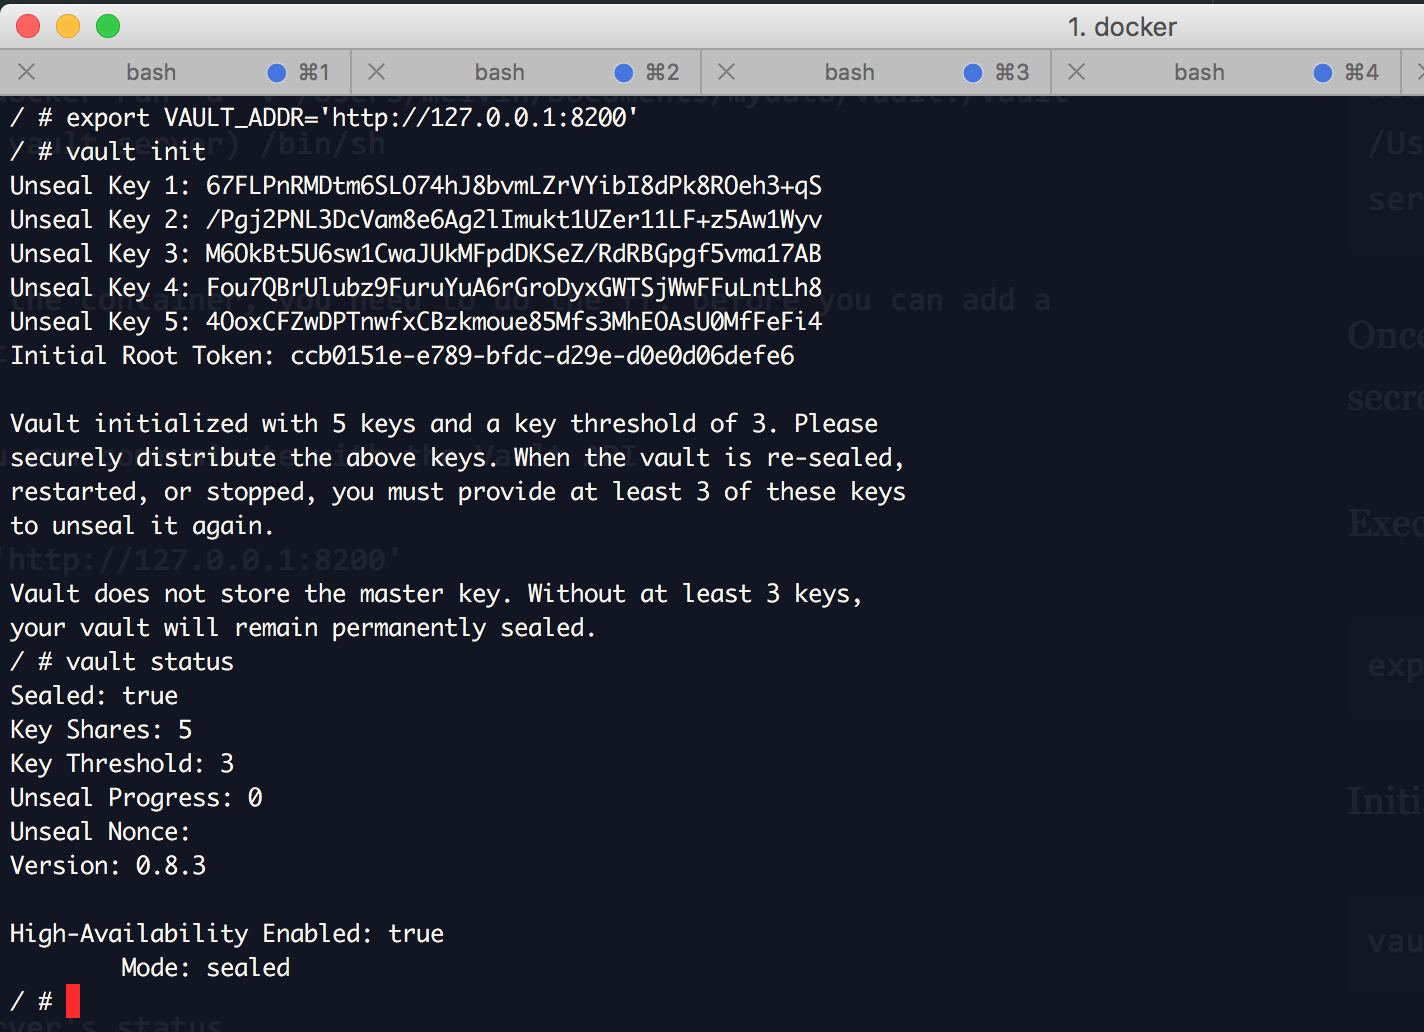 1. docker
bash ⌘1 bash ⌘2 bash ⌘3 bash ⌘4
/ # export VAULT_ADDR='http://127.0.0.1:8200'
/ # vault init
Unseal Key 1: 67FLPnRMDtm6SLO74hJ8bvmLZrVYibI8dPk8ROeh3+qS
Unseal Key 2: /Pgj2PNL3DcVam8e6Ag2lImukt1UZer11LF+z5Aw1Wyv
Unseal Key 3: M6OkBt5U6sw1CwaJUkMFpdDKSeZ/RdRBGpgf5vma17AB
Unseal Key 4: Fou7QBrUlubz9FuruYuA6rGroDyxGWTSjWwFFuLntLh8
Unseal Key 5: 4OoxCFZwDPTnwfxCBzkmoue85Mfs3MhEOAsU0MfFeFi4
Initial Root Token: ccb0151e-e789-bfdc-d29e-d0e0d06defe6
Vault initialized with 5 keys and a key threshold of 3. Please
securely distribute the above keys. When the vault is re-sealed,
restarted, or stopped, you must provide at least 3 of these keys
to unseal it again.
'http://127.0.0.1:8200'
Vault does not store the master key. Without at least 3 keys,
your vault will remain permanently sealed.
/ # vault status
Sealed: true
Key Shares: 5
Key Threshold: 3
Unseal Progress: 0
Unseal Nonce:
Version: 0.8.3
High-Availability Enabled: true
Mode: sealed
/ #